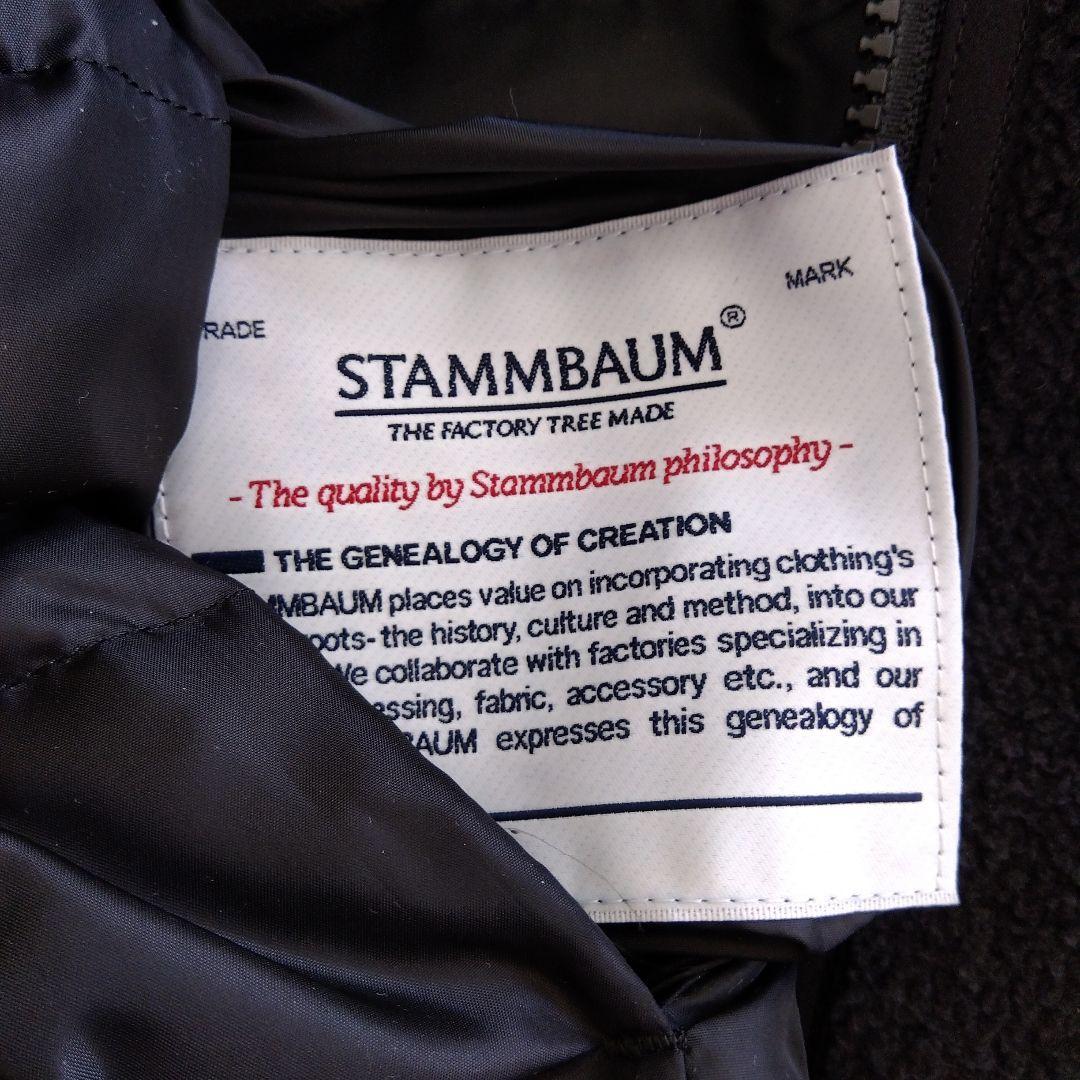 RADE MARK
STAMMBAUM®
THE FACTORY TREE MADE
- The quality by Stammbaum philosophy -
THE GENEALOGY OF CREATION
MMBAUM places value on incorporating clothing's
oots- the history, culture and method, into our
We collaborate with factories specializing in
essing, fabric, accessory etc., and our
BAUM expresses this genealogy of